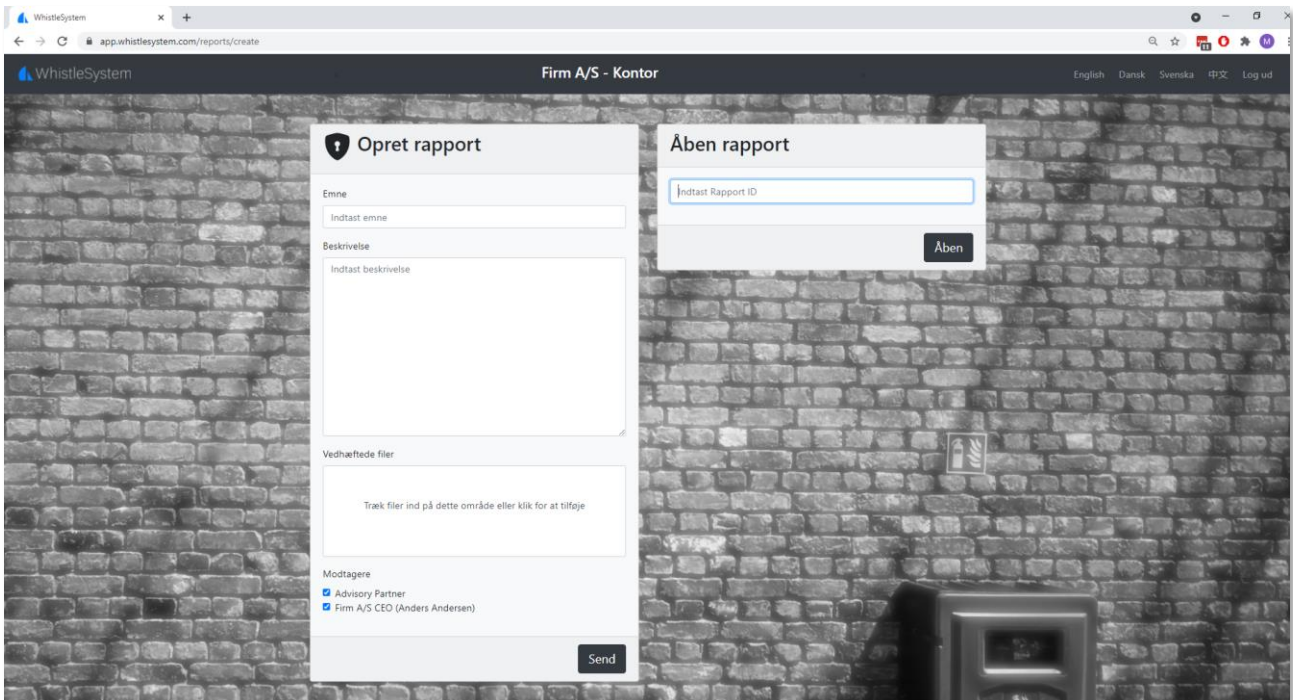 WhistleSystem
app.whistlesystem.com/reports/create
M
WhistleSystem
Firm A/S - Kontor
English Dansk Svenska 中文 Log ud
Opret rapport
Emne
Indtast emne
Beskrivelse
Indtast beskrivelse
Vedhæftede filer
Træk filer ind på dette område eller klik for at tilføje
Modtagere
Advisory Partner
Firm A/S CEO (Anders Andersen)
Send
Åben rapport
Indtast Rapport ID
Åben